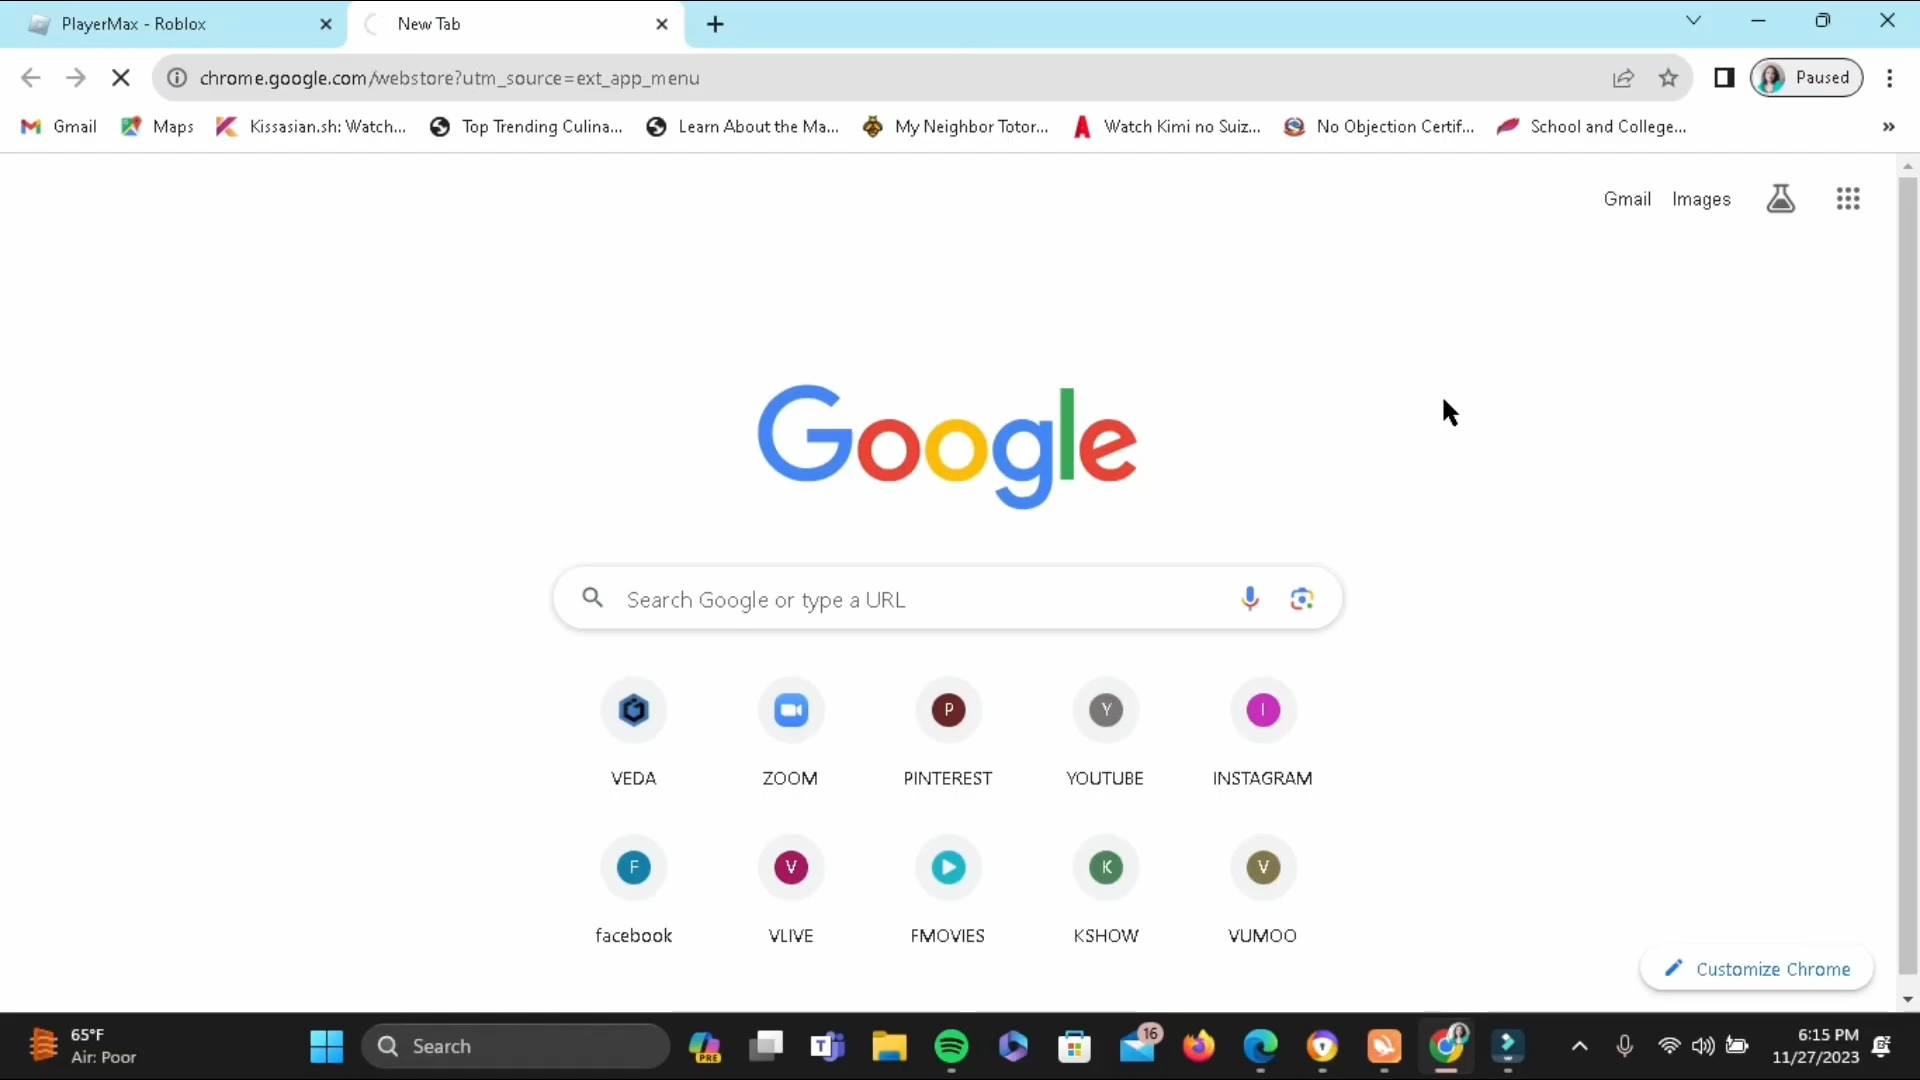 PlayerMax - Roblox
New Tab
chrome.google.com/webstore?utm_source=ext_app_menu
Paused
Gmail
Maps
Kissasian.sh: Watch...
Top Trending Culina...
Learn About the Ma...
My Neighbor Totor...
Watch Kimi no Suiz...
No Objection Certif...
School and College...
Gmail Images
Google
Search Google or type a URL
P Y I
VEDA ZOOM PINTEREST YOUTUBE INSTAGRAM
F V K V
facebook VLIVE FMOVIES KSHOW VUMOO
Customize Chrome
65°F
Air: Poor
Search
PRE
16
6:15 PM
11/27/2023